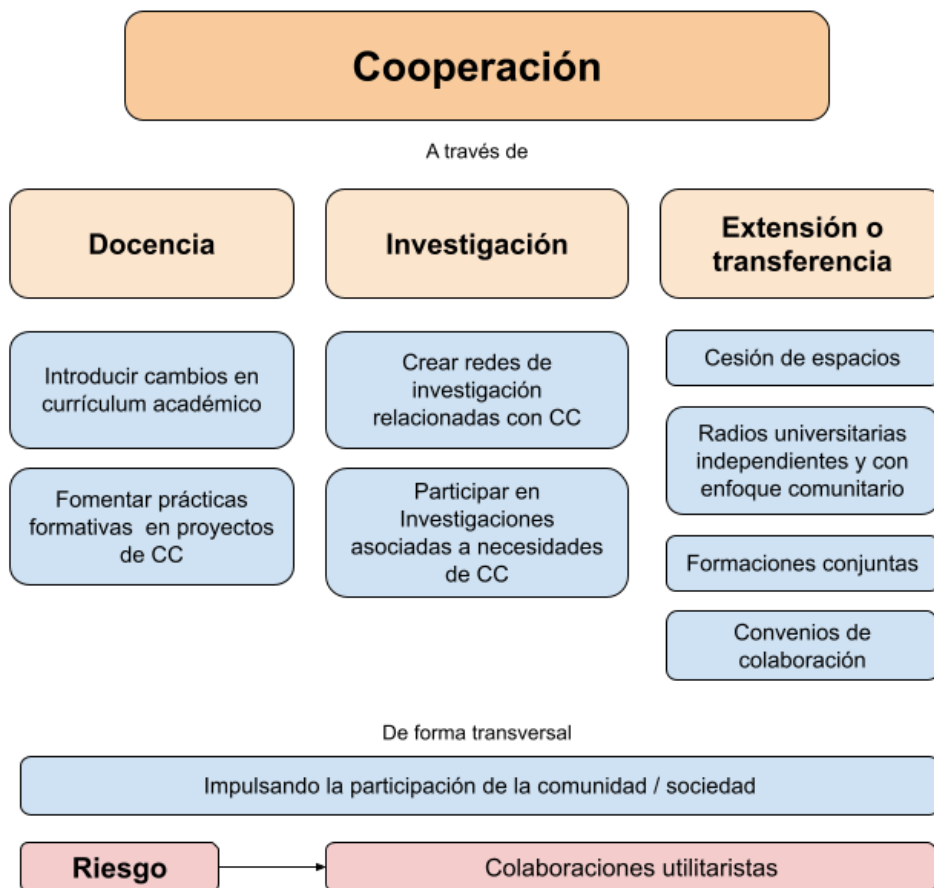 Cooperación
A través de
Docencia
Investigación
Extensión o
transferencia
Introducir cambios en
currículum académico
Fomentar prácticas
formativas en proyectos
de CC
Crear redes de
investigación
relacionadas con CC
Participar en
Investigaciones
asociadas a necesidades
de CC
Cesión de espacios
Radios universitarias
independientes y con
enfoque comunitario
Formaciones conjuntas
Convenios de
colaboración
De forma transversal
Impulsando la participación de la comunidad / sociedad
Riesgo
Colaboraciones utilitaristas